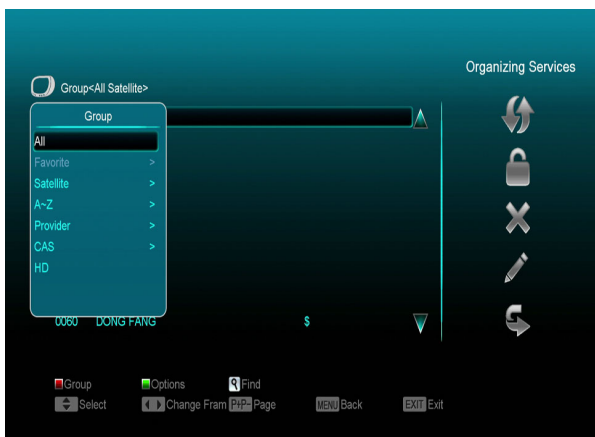 Organizing Services
Group<All Satellite>
Group
All
Favorite >
Satellite >
A~Z >
Provider >
CAS >
HD
0060 DONG FANG $
Group Options Find
Select Change Fram P+P- Page MENU Back EXIT Exit